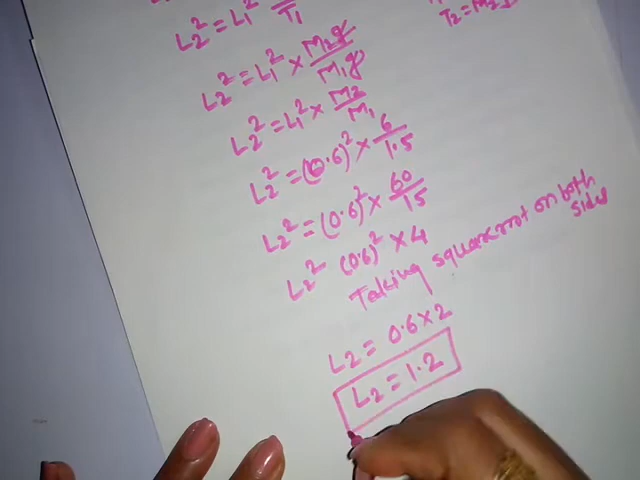 L2² = L1² T1
T2 = M2g
L2² = L1² × M2g/M1g
L2² = L1² × M2/M1
L2² = (0.6)² × 6/1.5
L2² = (0.6)² × 60/15
L2² (0.6)² × 4
Taking squareroot on both
sides
L2 = 0.6 × 2
L2 = 1.2